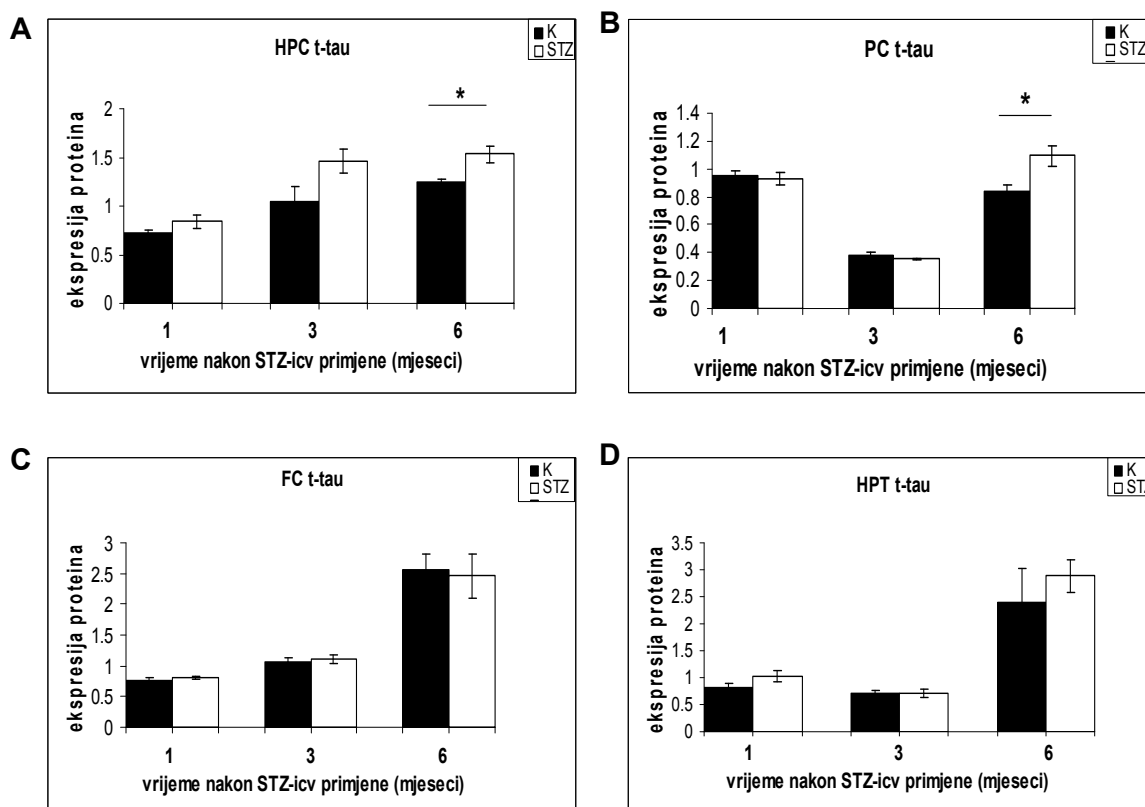 A
HPC t-tau
K
STZ
ekspresija proteina
2
1.5
1
0.5
0
*
1
3
6
vrijeme nakon STZ-icv primjene (mjeseci)
B
PC t-tau
K
STZ
ekspresija proteina
1.4
1.2
1
0.8
0.6
0.4
0.2
0
*
1
3
6
vrijeme nakon STZ-icv primjene (mjeseci)
C
FC t-tau
K
STZ
ekspresija proteina
3
2.5
2
1.5
1
0.5
0
1
3
6
vrijeme nakon STZ-icv primjene (mjeseci)
D
HPT t-tau
K
STZ
ekspresija proteina
3.5
3
2.5
2
1.5
1
0.5
0
1
3
6
vrijeme nakon STZ-icv primjene (mjeseci)